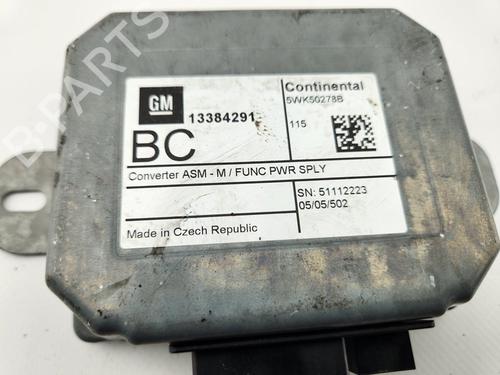 GM 13384291
BC
Continental
5WK50278B
115
Converter ASM - M / FUNC PWR SPLY
SN: 51112223
05/05/502
Made in Czech Republic
B-PARTS